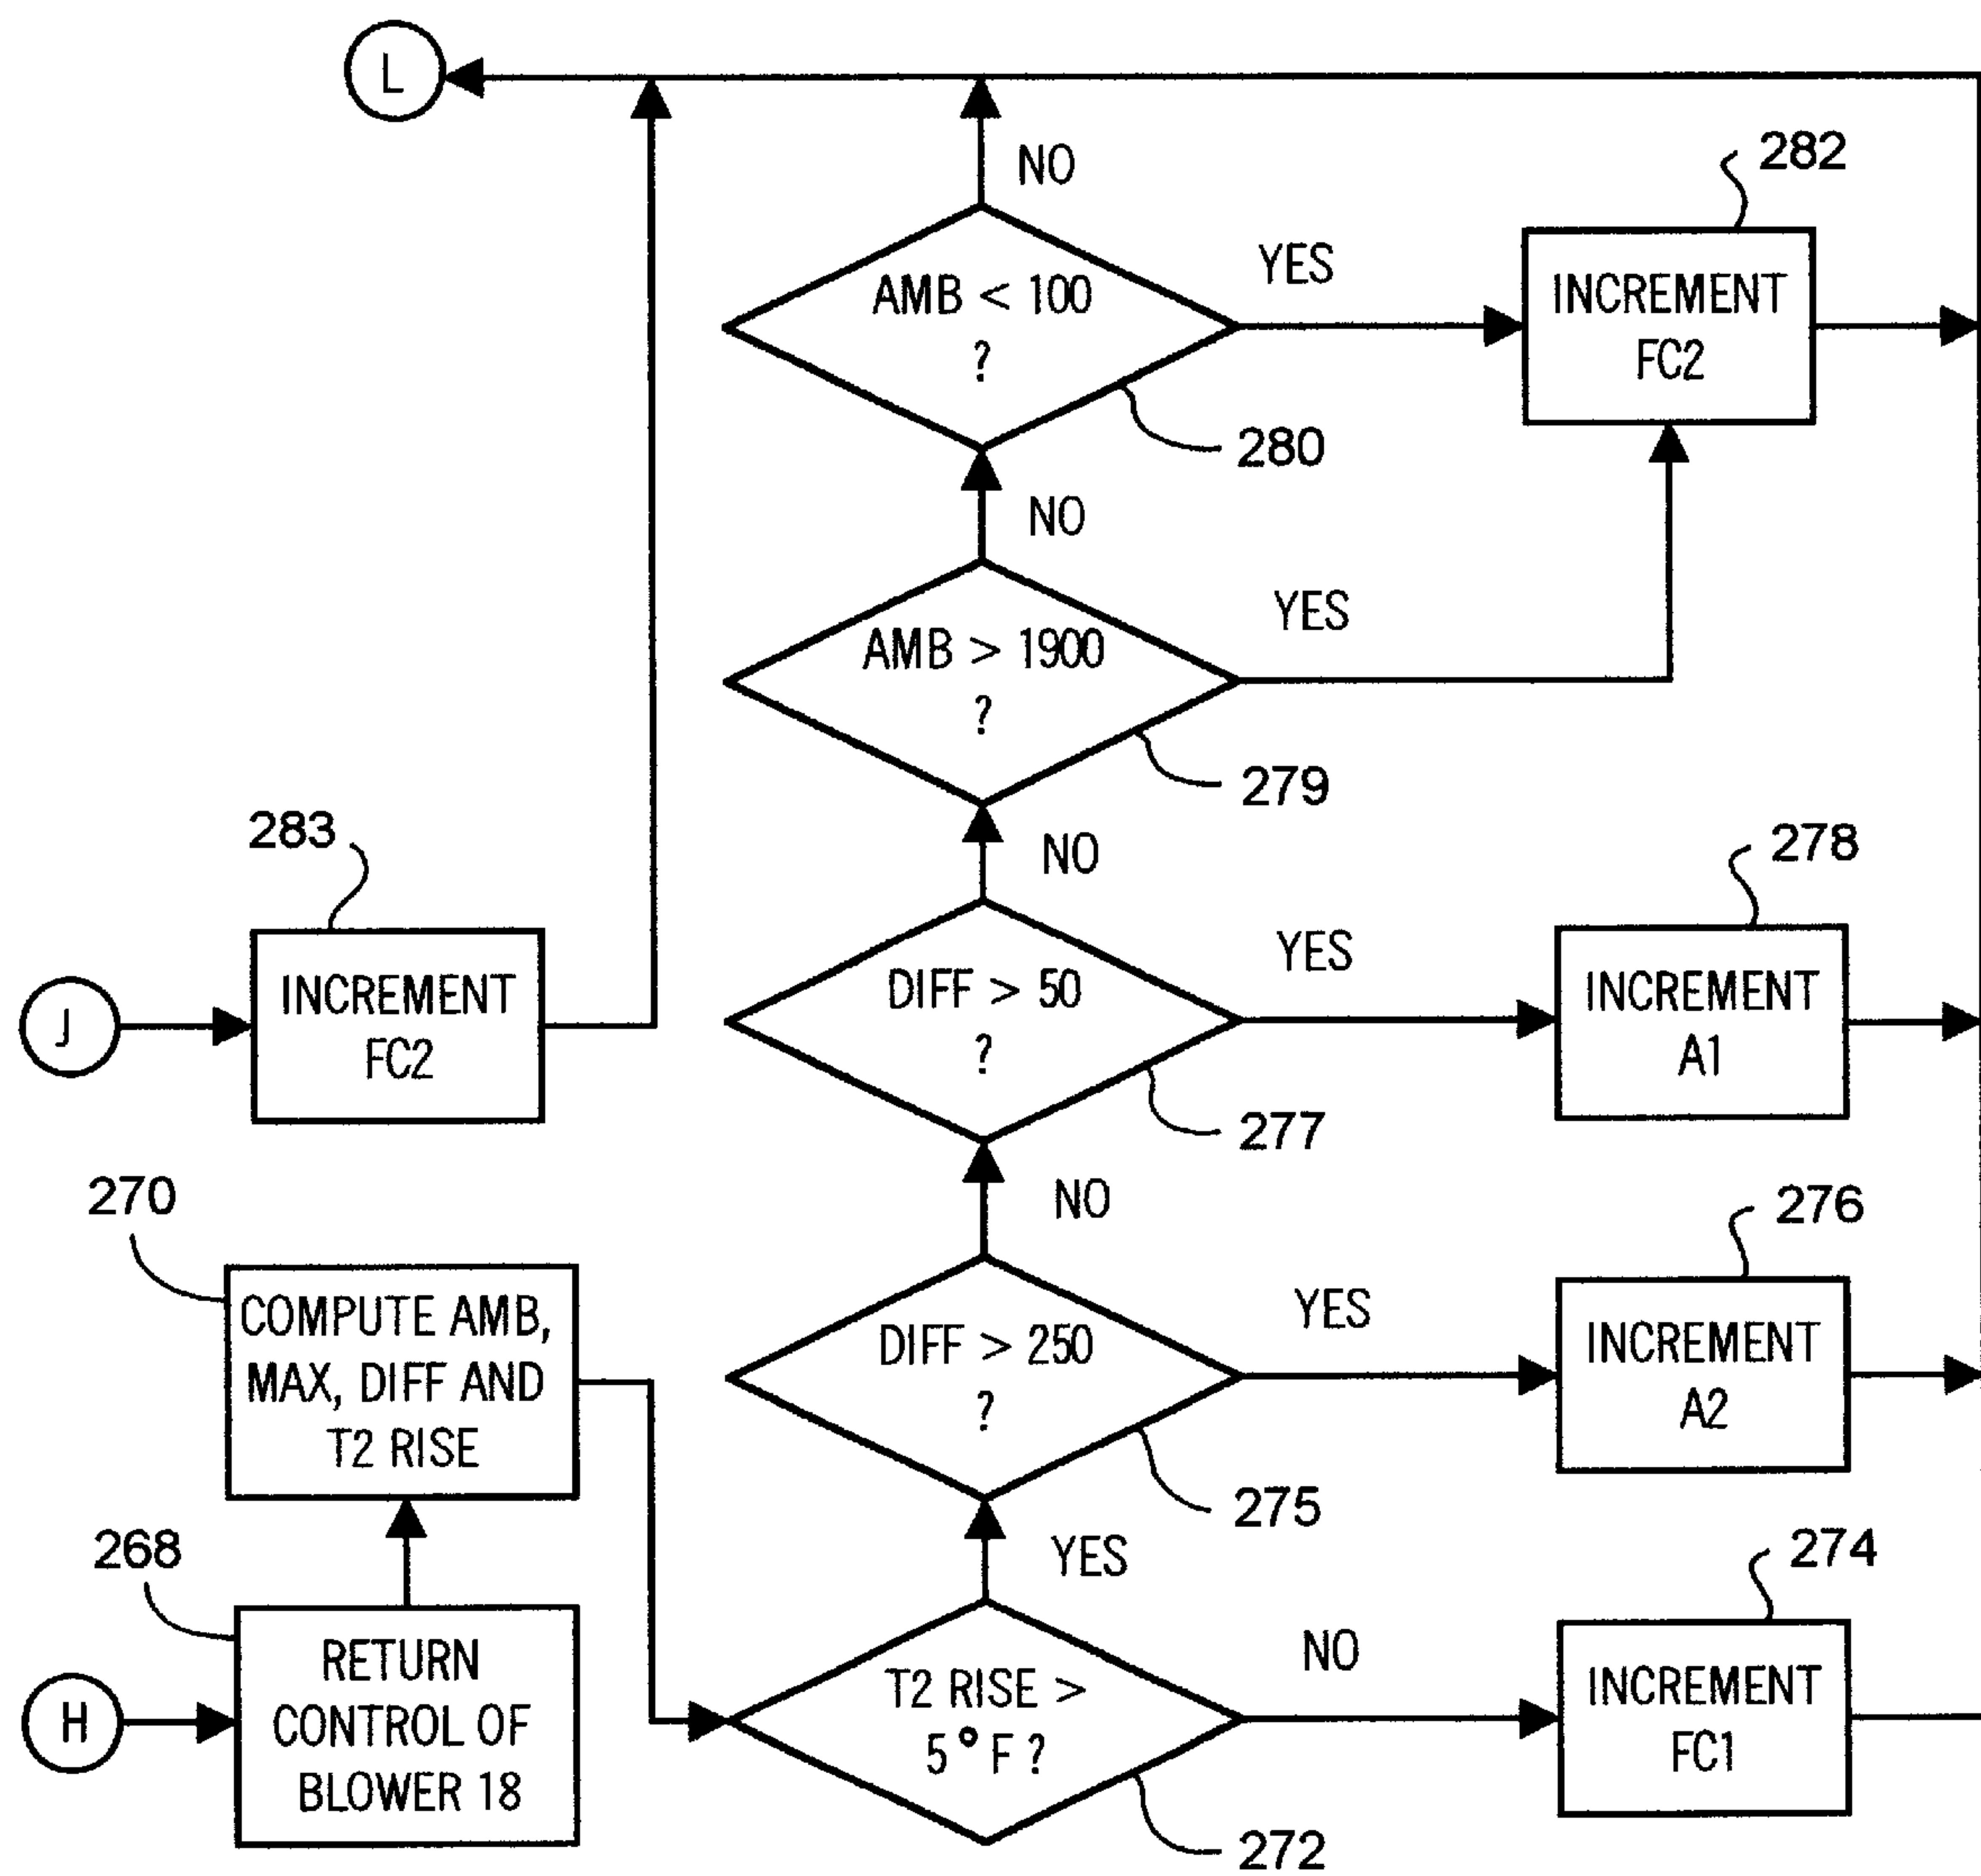 L
NO
282
AMB < 100
?
YES
INCREMENT
FC2
280
NO
AMB > 1900
?
YES
279
283
NO
278
J
INCREMENT
FC2
DIFF > 50
?
YES
INCREMENT
A1
277
270
NO
276
COMPUTE AMB,
MAX, DIFF AND
T2 RISE
DIFF > 250
?
YES
INCREMENT
A2
275
268
YES
274
H
RETURN
CONTROL OF
BLOWER 18
T2 RISE >
5°F?
NO
INCREMENT
FC1
272